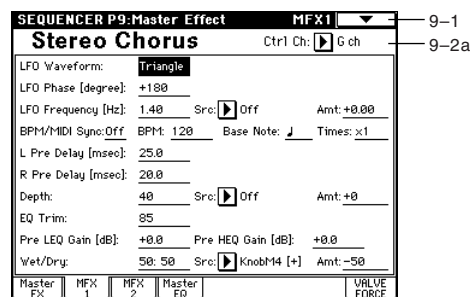 SEQUENCER P9:Master Effect MFX1
9–1
Stereo Chorus Ctrl Ch: G ch
9–2a
LFO Waveform: Triangle
LFO Phase [degree]: +180
LFO Frequency [Hz]: 1.40 Src: Off Amt:+0.00
BPM/MIDI Sync:Off BPM: 120 Base Note: ♩ Times: x1
L Pre Delay [msec]: 25.0
R Pre Delay [msec]: 20.0
Depth: 40 Src: Off Amt:+0
EQ Trim: 85
Pre LEQ Gain [dB]: +0.0 Pre HEQ Gain [dB]: +0.0
Wet/Dry: 50: 50 Src: KnobM4 [+] Amt:-50
Master FX MFX 1 MFX 2 Master EQ VALVE FORCE